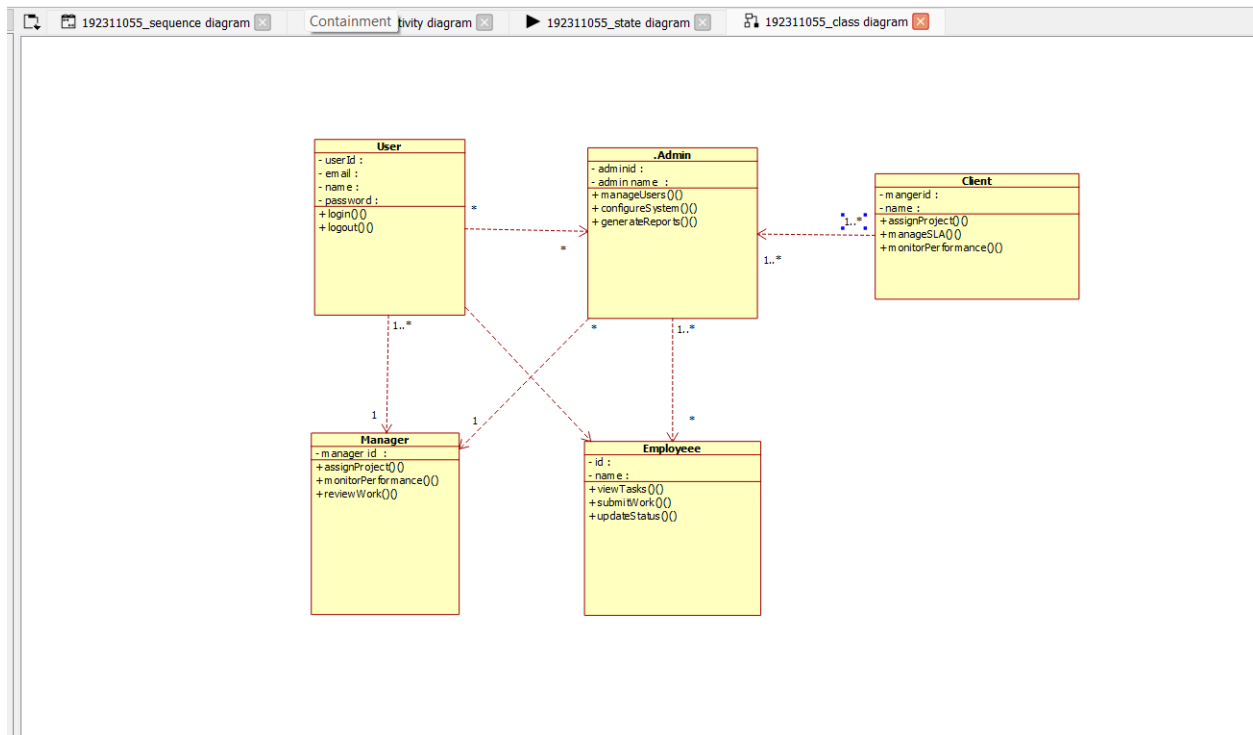 192311055_sequence diagram
Containment
tivity diagram
192311055_state diagram
192311055_class diagram
User
- userId :
- email :
- name :
- password :
+ login()()
+ logout()()
.Admin
- adminid :
- admin name :
+ manageUsers()()
+ configureSystem()()
+ generateReports()()
Client
- mangerid :
- name :
+ assignProject()()
+ manageSLA()()
+ monitorPerformance()()
*
*
1..*
1..*
1..*
*
1..*
1
1
*
Manager
- manager id :
+ assignProject()()
+ monitorPerformance()()
+ reviewWork()()
Employeee
- id :
- name :
+ viewTasks()()
+ submitWork()()
+ updateStatus()()